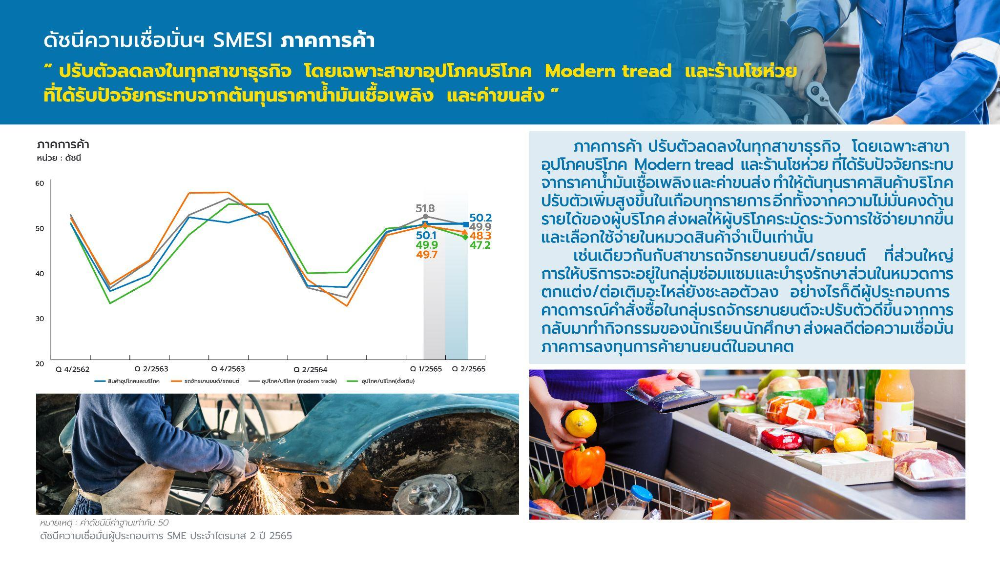 ดัชนีความเชื่อมั่นฯ SMESI ภาคการค้า
“ ปรับตัวลดลงในทุกสาขาธุรกิจ โดยเฉพาะสาขาอุปโภคบริโภค Modern tread และร้านโชห่วย
ที่ได้รับปัจจัยกระทบจากต้นทุนราคาน้ำมันเชื้อเพลิง และค่าขนส่ง ”
ภาคการค้า
หน่วย : ดัชนี
60
50
40
30
20
51.8
50.1
49.9
49.7
50.2
49.9
48.3
47.2
Q 4/2562 Q 2/2563 Q 4/2563 Q 2/2564 Q 1/2565 Q 2/2565
สินค้าอุปโภคและบริโภค รถจักรยานยนต์/รถยนต์ อุปโภค/บริโภค (modern trade) อุปโภค/บริโภค(ดั้งเดิม)
ภาคการค้า ปรับตัวลดลงในทุกสาขาธุรกิจ โดยเฉพาะสาขา
อุปโภคบริโภค Modern tread และร้านโชห่วย ที่ได้รับปัจจัยกระทบ
จากราคาน้ำมันเชื้อเพลิงและค่าขนส่ง ทำให้ต้นทุนราคาสินค้าบริโภค
ปรับตัวเพิ่มสูงขึ้นในเกือบทุกรายการ อีกทั้งจากความไม่มั่นคงด้าน
รายได้ของผู้บริโภค ส่งผลให้ผู้บริโภคระมัดระวังการใช้จ่ายมากขึ้น
และเลือกใช้จ่ายในหมวดสินค้าจำเป็นเท่านั้น
เช่นเดียวกันกับสาขารถจักรยานยนต์/รถยนต์ ที่ส่วนใหญ่
การให้บริการจะอยู่ในกลุ่มซ่อมแซมและบำรุงรักษาส่วนในหมวดการ
ตกแต่ง/ต่อเติมอะไหล่ยังชะลอตัวลง อย่างไรก็ดีผู้ประกอบการ
คาดการณ์คำสั่งซื้อในกลุ่มรถจักรยานยนต์จะปรับตัวดีขึ้นจากการ
กลับมาทำกิจกรรมของนักเรียนนักศึกษา ส่งผลดีต่อความเชื่อมั่น
ภาคการลงทุนการค้ายานยนต์ในอนาคต
หมายเหตุ : ค่าดัชนีมีค่าฐานเท่ากับ 50
ดัชนีความเชื่อมั่นผู้ประกอบการ SME ประจำไตรมาส 2 ปี 2565